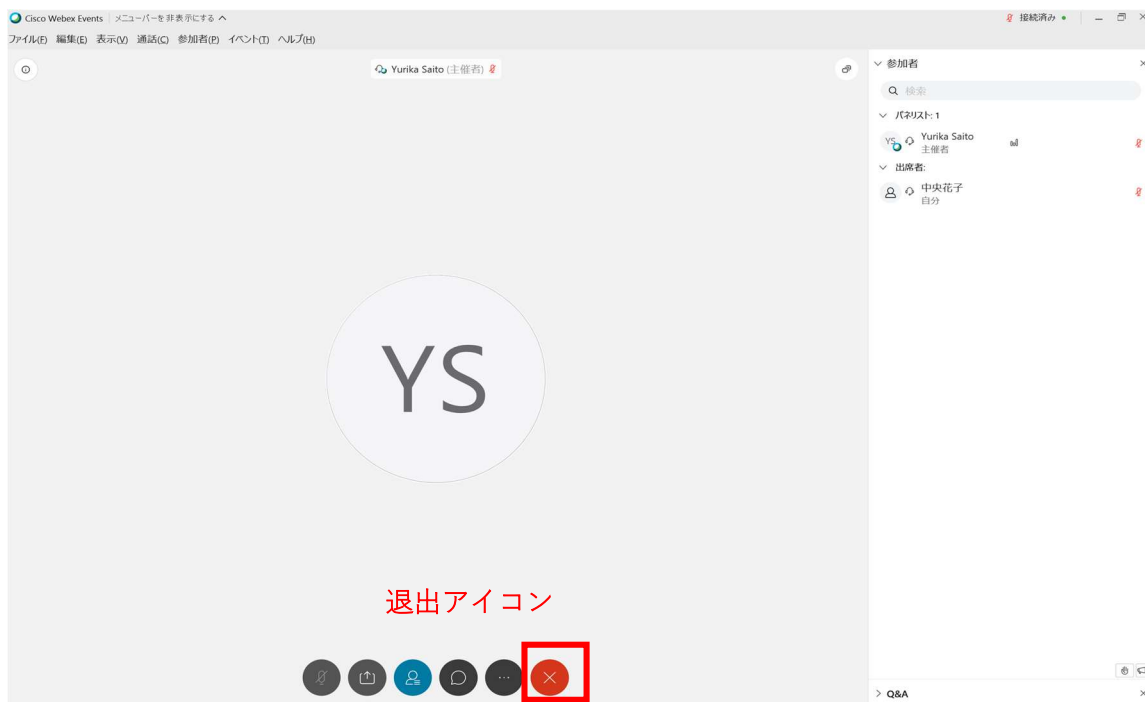 Cisco Webex Events メニューバーを非表示にする
接続済み
ファイル(F) 編集(E) 表示(V) 通話(C) 参加者(P) イベント(T) ヘルプ(H)
Yurika Saito (主催者)
参加者
検索
パネリスト: 1
YS Yurika Saito
主催者
出席者:
中央花子
自分
YS
退出アイコン
Q&A